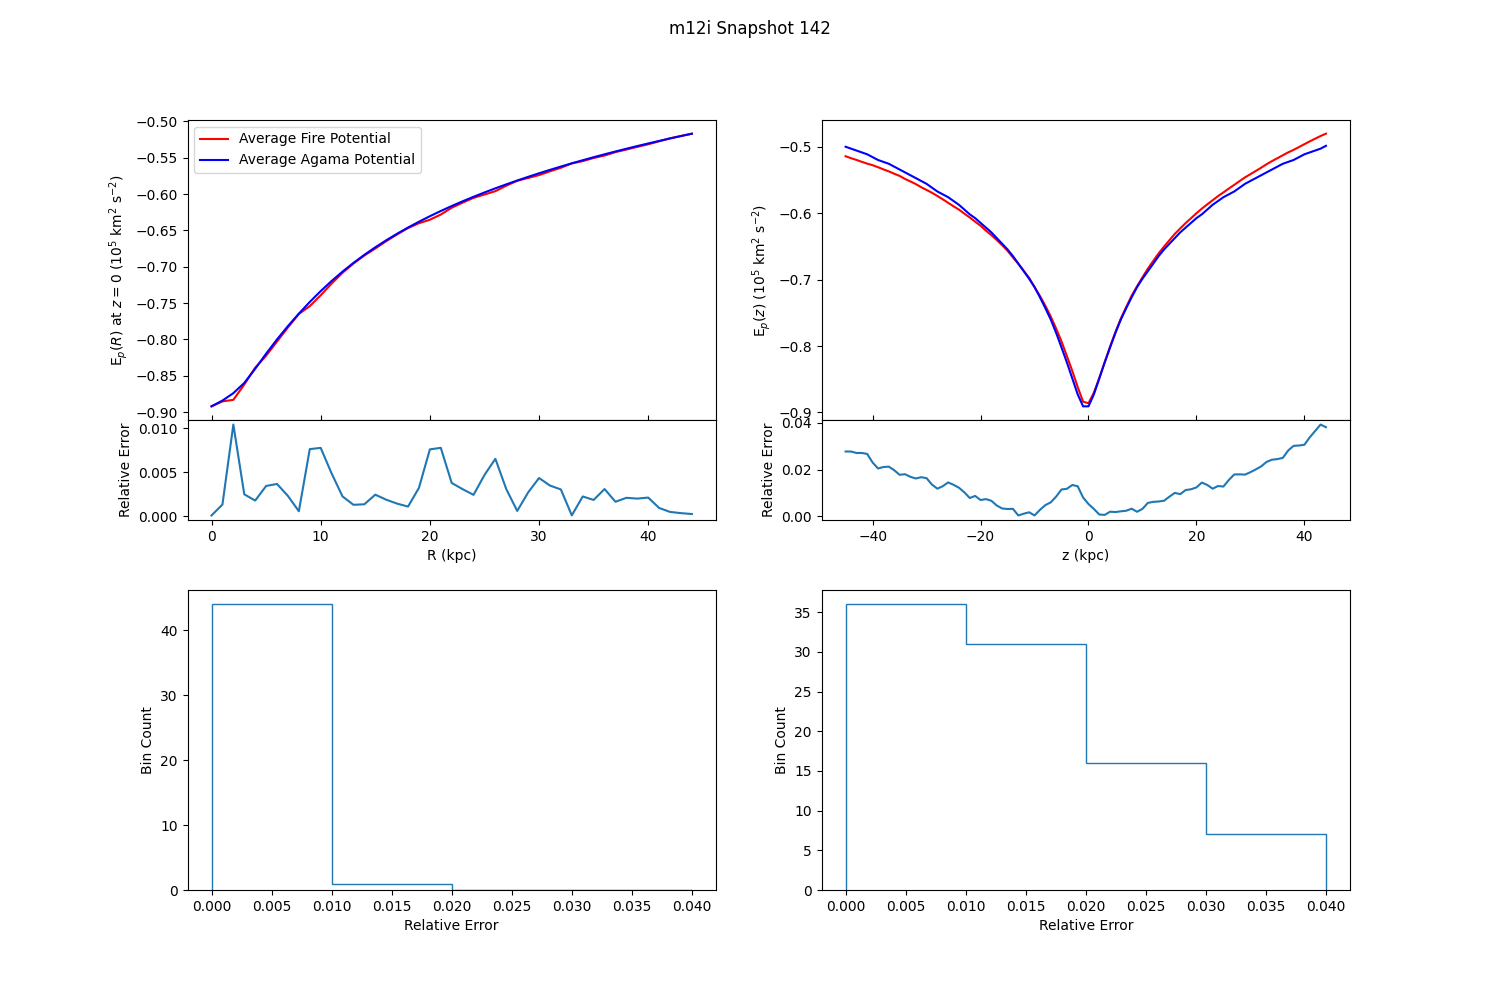 m12i Snapshot 142
−0.50
−0.55
−0.60
−0.65
−0.70
−0.75
−0.80
−0.85
−0.90
E_p(R) at z = 0 (10^5 km^2 s^−2)
Average Fire Potential
Average Agama Potential
0.010
0.005
0.000
Relative Error
0 10 20 30 40
R (kpc)
−0.5
−0.6
−0.7
−0.8
−0.9
E_p(z) (10^5 km^2 s^−2)
0.04
0.02
0.00
Relative Error
−40 −20 0 20 40
z (kpc)
40
30
20
10
0
Bin Count
0.000 0.005 0.010 0.015 0.020 0.025 0.030 0.035 0.040
Relative Error
35
30
25
20
15
10
5
0
Bin Count
0.000 0.005 0.010 0.015 0.020 0.025 0.030 0.035 0.040
Relative Error